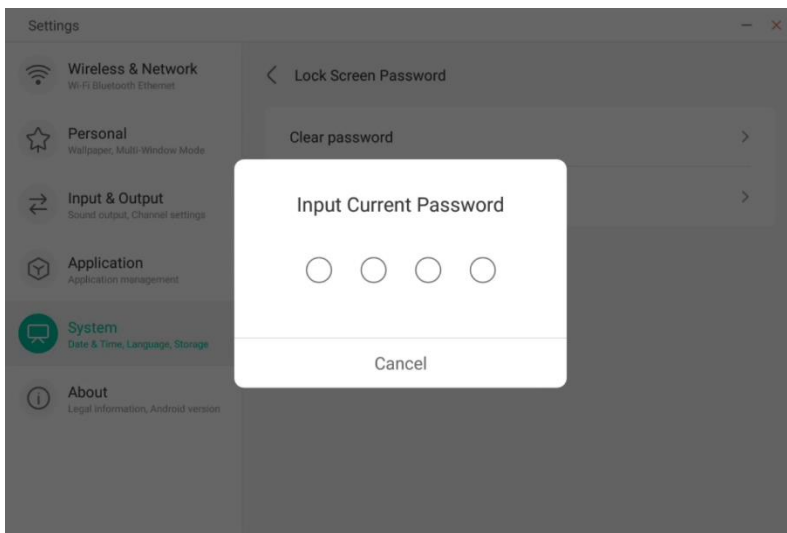 Settings
Wireless & Network
Wi-Fi Bluetooth Ethernet
Personal
Wallpaper, Multi-Window Mode
Input & Output
Sound output, Channel settings
Application
Application management
System
Date & Time, Language, Storage
About
Legal information, Android version
Lock Screen Password
Clear password
Input Current Password
Cancel